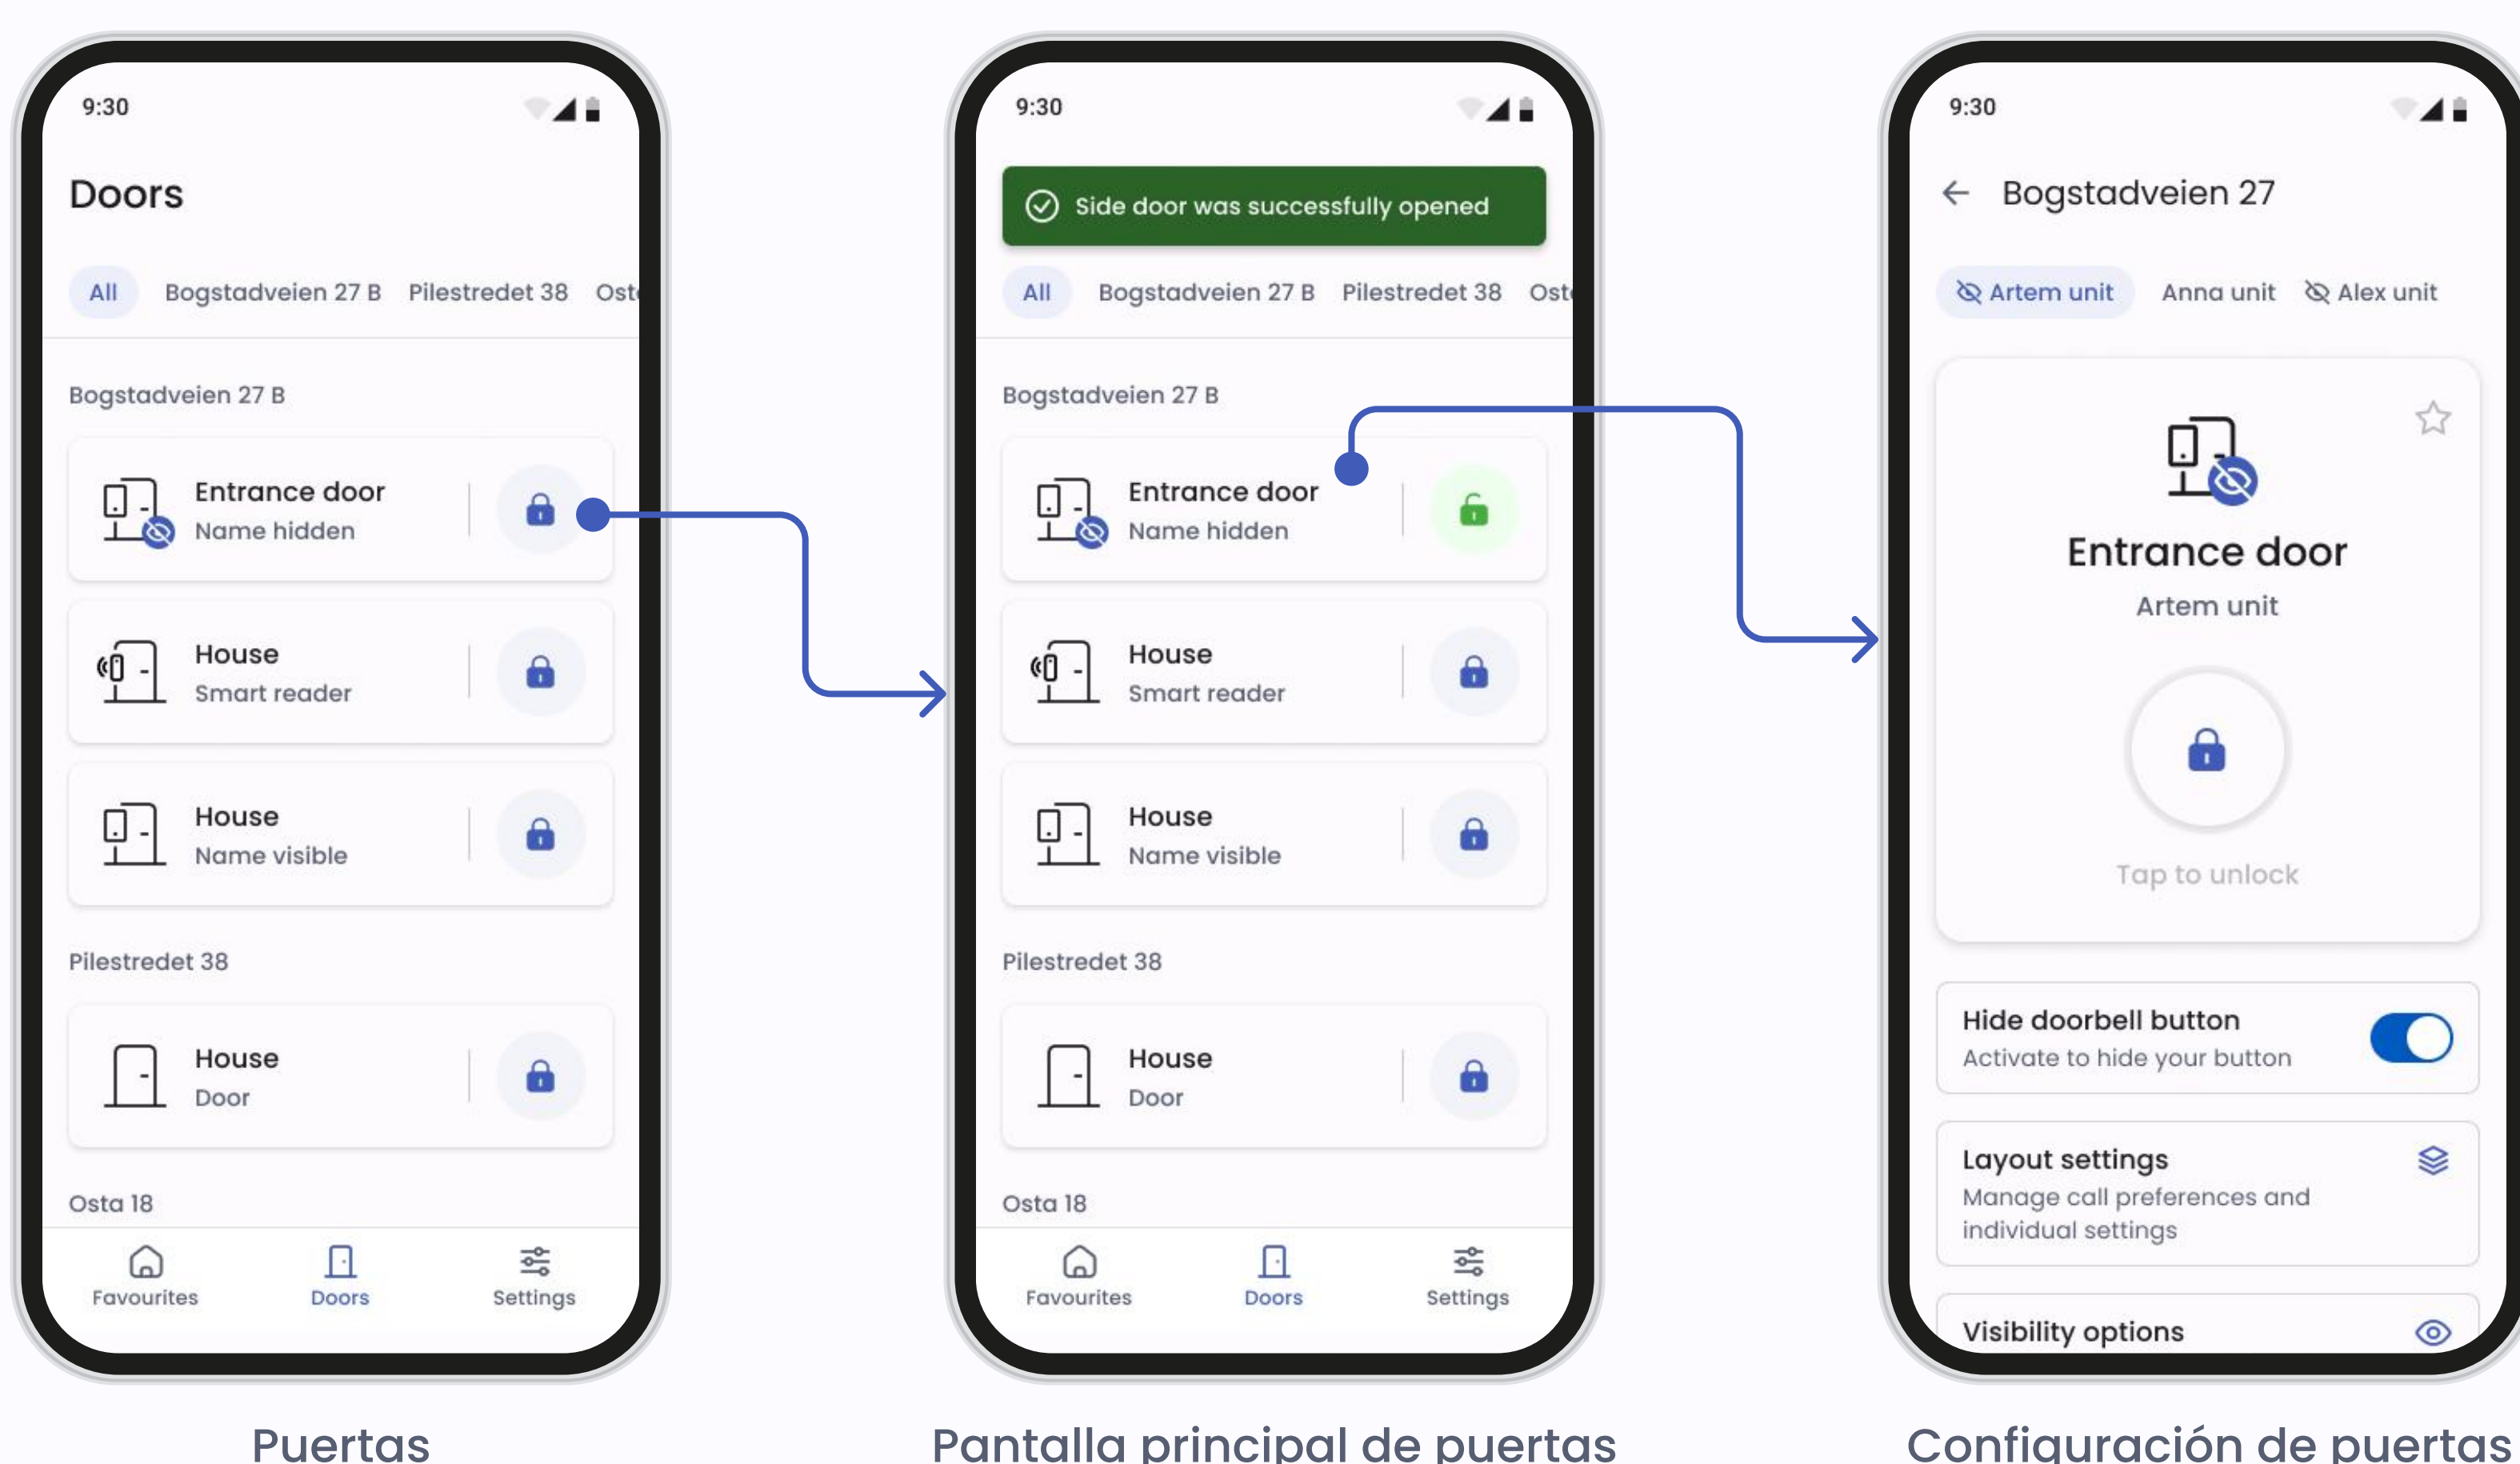 9:30
Doors
All Bogstadveien 27 B Pilestredet 38
Bogstadveien 27 B
Entrance door
Name hidden
House
Smart reader
House
Name visible
Pilestredet 38
House
Door
Osta 18
Favourites Doors Settings
Puertas
9:30
Side door was successfully opened
All Bogstadveien 27 B Pilestredet 38
Bogstadveien 27 B
Entrance door
Name hidden
House
Smart reader
House
Name visible
Pilestredet 38
House
Door
Osta 18
Favourites Doors Settings
Pantalla principal de puertas
9:30
Bogstadveien 27
Artem unit Anna unit Alex unit
Entrance door
Artem unit
Tap to unlock
Hide doorbell button
Activate to hide your button
Layout settings
Manage call preferences and
individual settings
Visibility options
Configuración de puertas